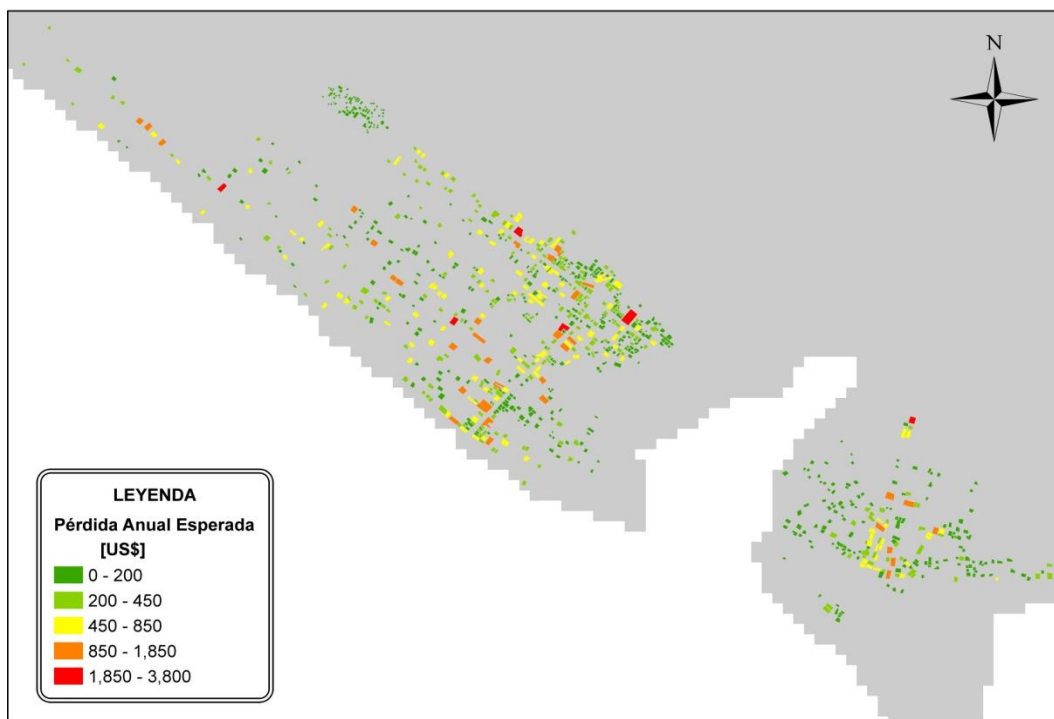 N
LEYENDA
Pérdida Anual Esperada
[US$]
0 - 200
200 - 450
450 - 850
850 - 1,850
1,850 - 3,800